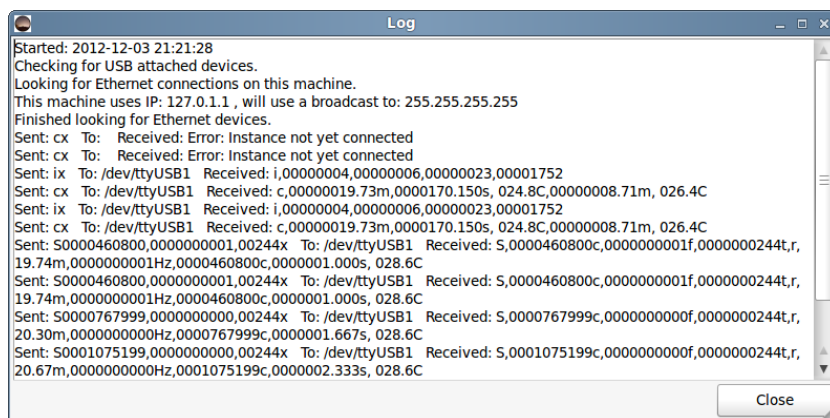 Log
Started: 2012-12-03 21:21:28
Checking for USB attached devices.
Looking for Ethernet connections on this machine.
This machine uses IP: 127.0.1.1 , will use a broadcast to: 255.255.255.255
Finished looking for Ethernet devices.
Sent: cx   To:    Received: Error: Instance not yet connected
Sent: cx   To:    Received: Error: Instance not yet connected
Sent: ix   To: /dev/ttyUSB1   Received: i,00000004,00000006,00000023,00001752
Sent: cx   To: /dev/ttyUSB1   Received: c,00000019.73m,0000170.150s, 024.8C,00000008.71m, 026.4C
Sent: ix   To: /dev/ttyUSB1   Received: i,00000004,00000006,00000023,00001752
Sent: cx   To: /dev/ttyUSB1   Received: c,00000019.73m,0000170.150s, 024.8C,00000008.71m, 026.4C
Sent: S0000460800,0000000001,00244x   To: /dev/ttyUSB1   Received: S,0000460800c,0000000001f,0000000244t,r,
19.74m,0000000001Hz,0000460800c,0000001.000s, 028.6C
Sent: S0000460800,0000000001,00244x   To: /dev/ttyUSB1   Received: S,0000460800c,0000000001f,0000000244t,r,
19.74m,0000000001Hz,0000460800c,0000001.000s, 028.6C
Sent: S0000767999,0000000000,00244x   To: /dev/ttyUSB1   Received: S,0000767999c,0000000000f,0000000244t,r,
20.30m,0000000000Hz,0000767999c,0000001.667s, 028.6C
Sent: S0001075199,0000000000,00244x   To: /dev/ttyUSB1   Received: S,0001075199c,0000000000f,0000000244t,r,
20.67m,0000000000Hz,0001075199c,0000002.333s, 028.6C
Close